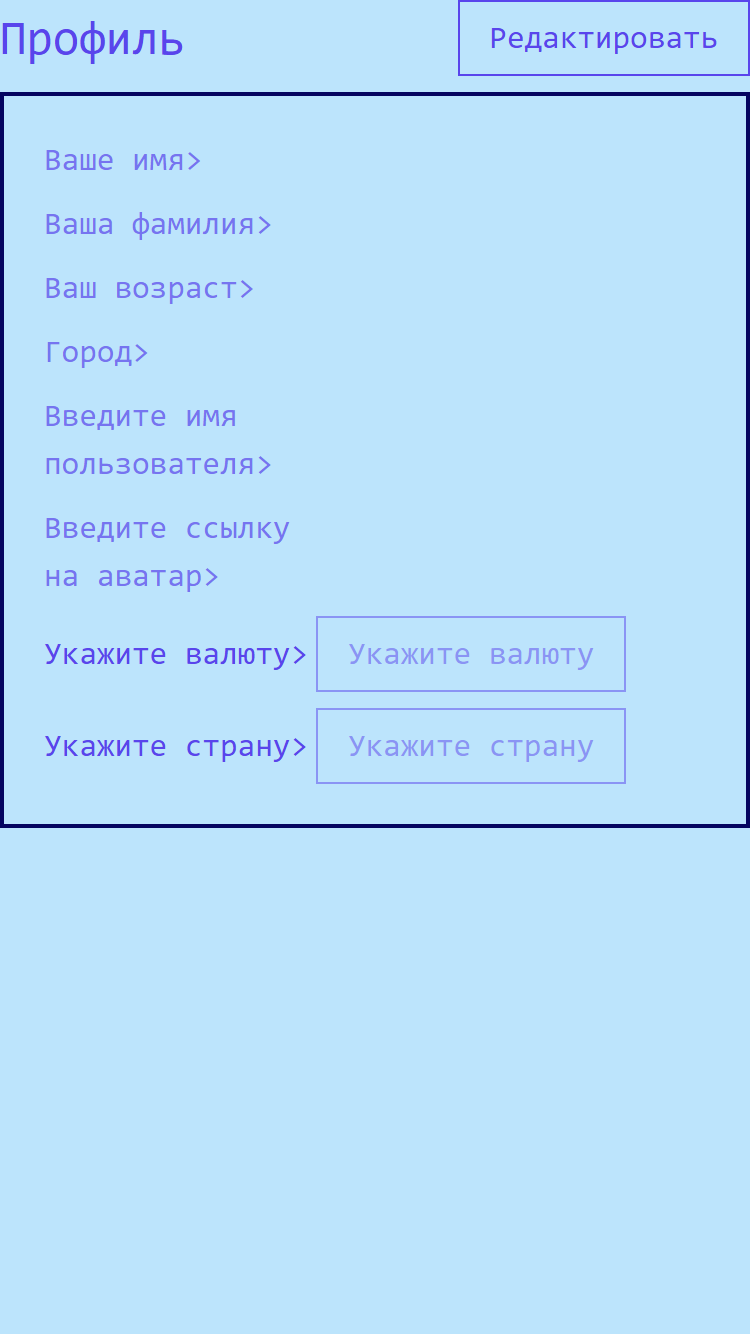 Профиль
Редактировать
Ваше имя>
Ваша фамилия>
Ваш возраст>
Город>
Введите имя
пользователя>
Введите ссылку
на аватар>
Укажите валюту> Укажите валюту
Укажите страну> Укажите страну